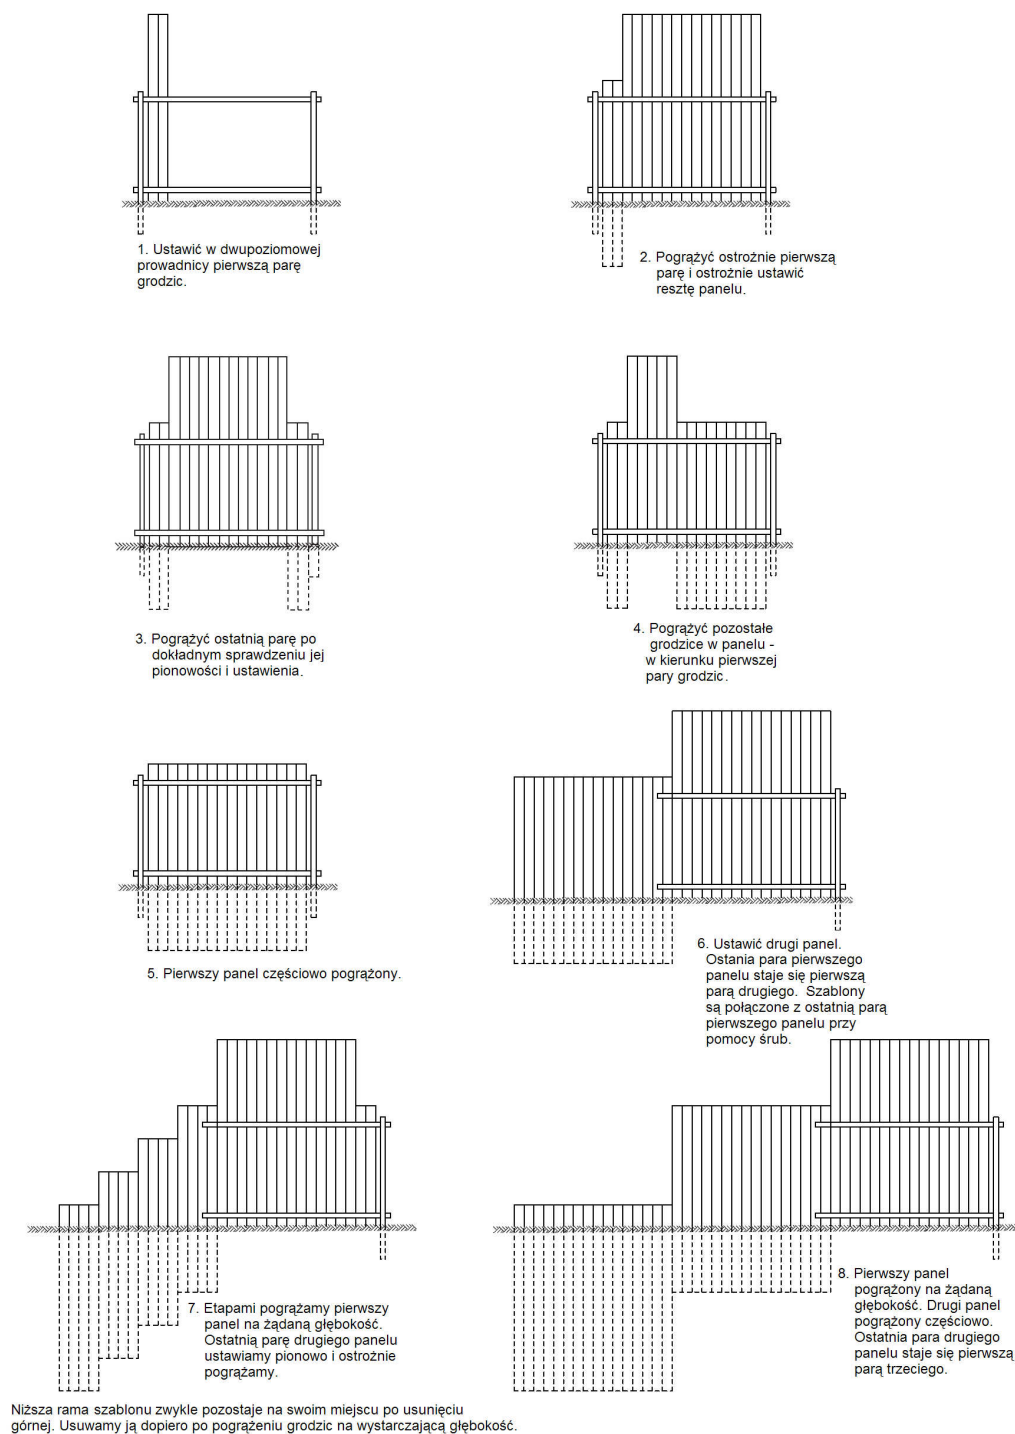 1. Ustawić w dwupoziomowej
prowadnicy pierwszą parę
grodzic.
2. Pogrążyć ostrożnie pierwszą
parę i ostrożnie ustawić
resztę panelu.
3. Pogrążyć ostatnią parę po
dokładnym sprawdzeniu jej
pionowości i ustawienia.
4. Pogrążyć pozostałe
grodzice w panelu -
w kierunku pierwszej
pary grodzic.
5. Pierwszy panel częściowo pogrążony.
6. Ustawić drugi panel.
Ostania para pierwszego
panelu staje się pierwszą
parą drugiego. Szablony
są połączone z ostatnią parą
pierwszego panelu przy
pomocy śrub.
7. Etapami pogrążamy pierwszy
panel na żądaną głębokość.
Ostatnią parę drugiego panelu
ustawiamy pionowo i ostrożnie
pogrążamy.
8. Pierwszy panel
pogrążony na żądaną
głębokość. Drugi panel
pogrążony częściowo.
Ostatnia para drugiego
panelu staje się pierwszą
parą trzeciego.
Niższa rama szablonu zwykle pozostaje na swoim miejscu po usunięciu
górnej. Usuwamy ją dopiero po pogrążeniu grodzic na wystarczającą głębokość.